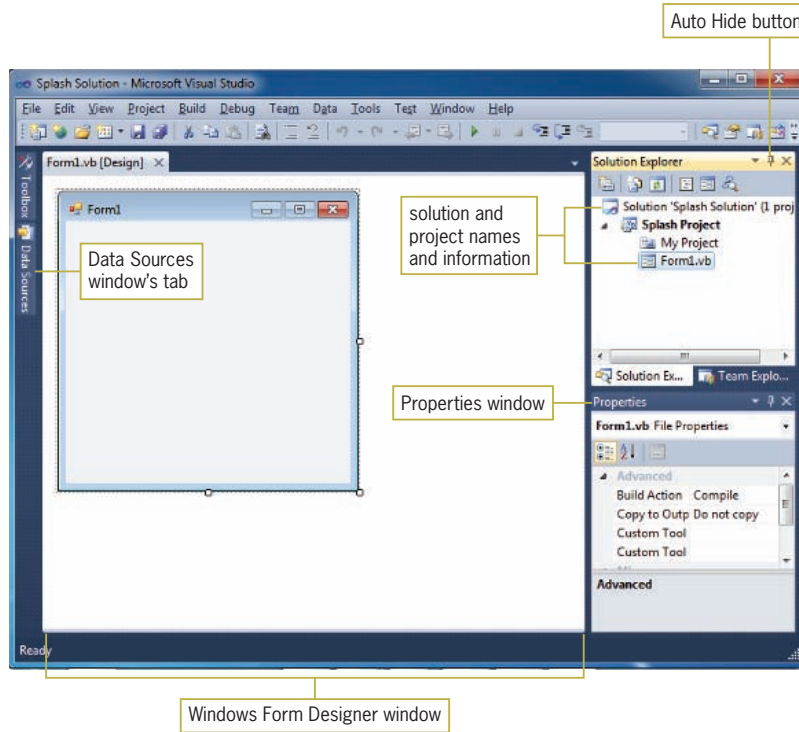 Auto Hide button
Splash Solution - Microsoft Visual Studio
File Edit View Project Build Debug Team Data Tools Test Window Help
Toolbox
Data Sources
Form1.vb [Design]
Form1
Data Sources
window's tab
solution and
project names
and information
Solution Explorer
Solution 'Splash Solution' (1 proj
Splash Project
My Project
Form1.vb
Solution Ex... Team Explo...
Properties window
Properties
Form1.vb File Properties
Advanced
Build Action Compile
Copy to Outp Do not copy
Custom Tool
Custom Tool
Advanced
Ready
Windows Form Designer window